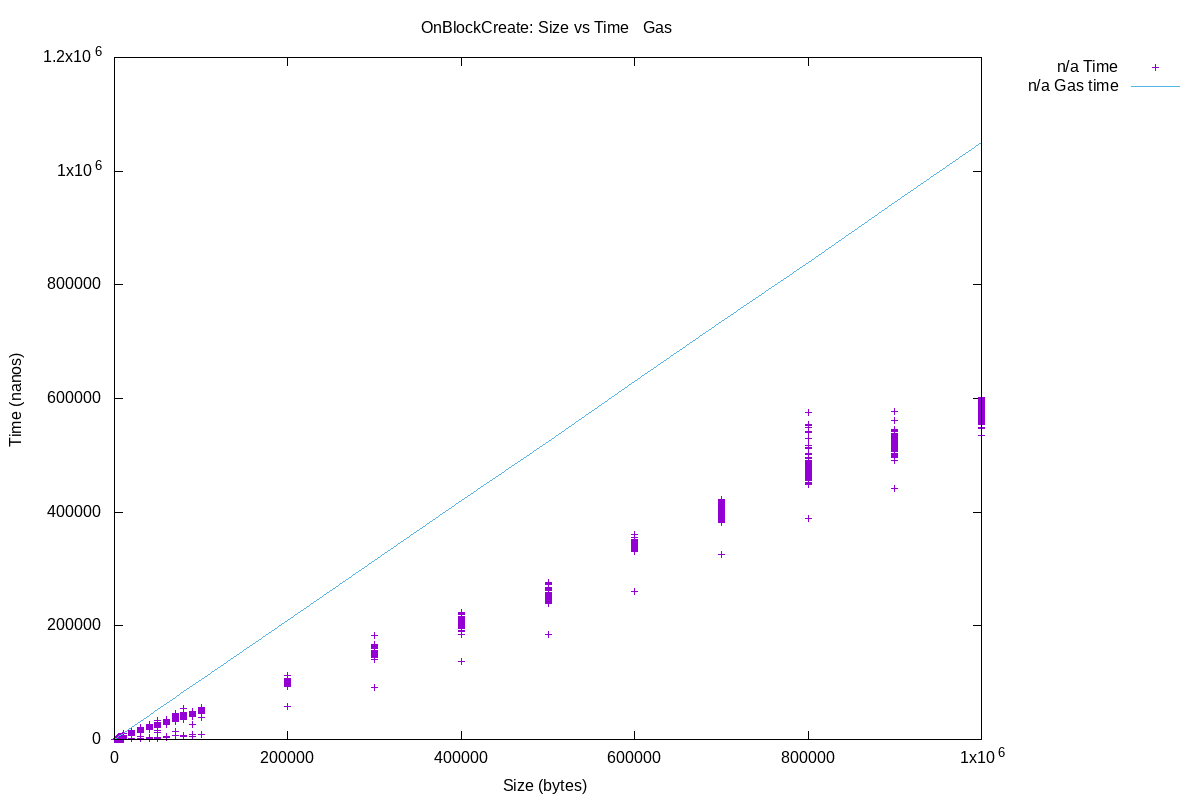 OnBlockCreate: Size vs Time   Gas
n/a Time
n/a Gas time
1.2x10 6
1x10 6
800000
600000
400000
200000
0
Time (nanos)
0 200000 400000 600000 800000 1x10 6
Size (bytes)